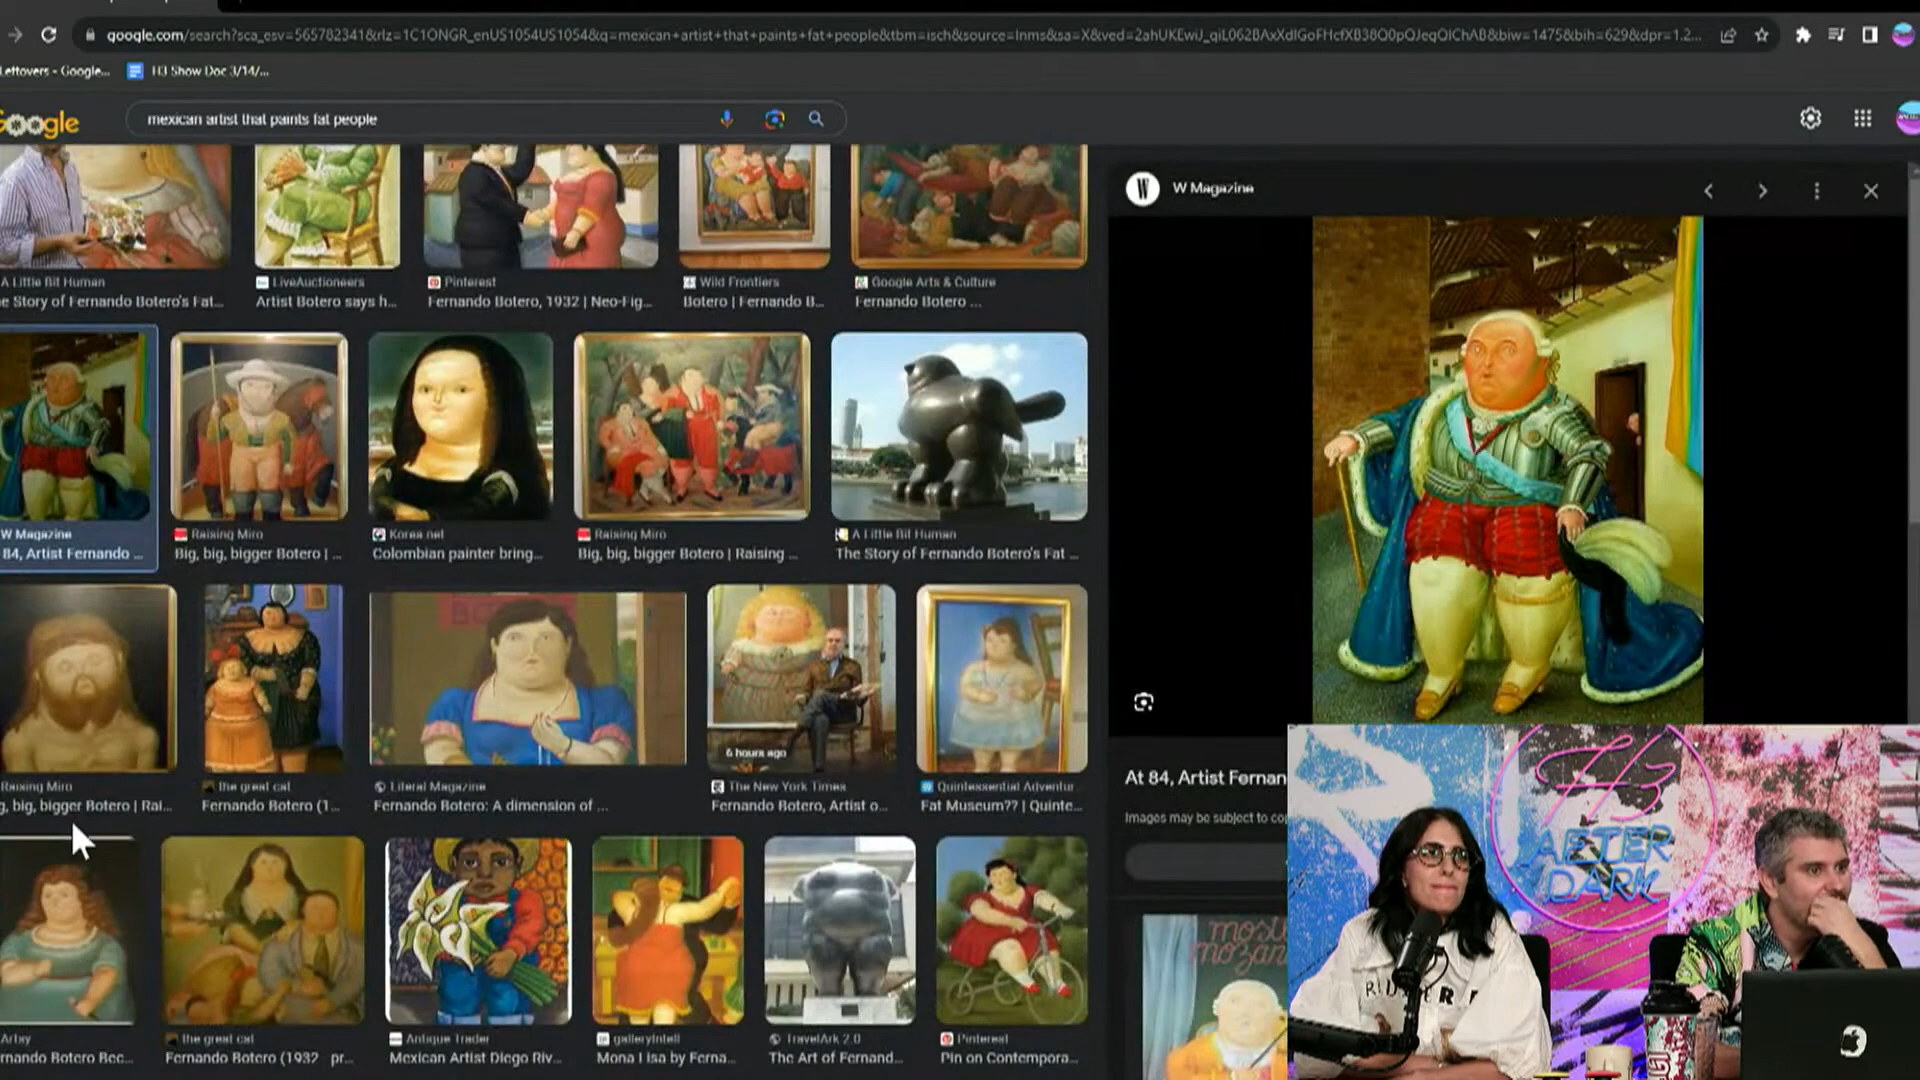 google.com/search?sca_esv=565782341&rlz=1C1ONGR_enUS1054US1054&q=mexican+artist+that+paints+fat+people&tbm=isch&source=lnms&sa=X&ved=2ahUKEwiJ_qiL062BAxXdIGoFHcfXB38Q0pQJegQIChAB&biw=1475&bih=629&dpr=1.2...
Leftovers - Google...
H3 Show Doc 3/14/...
Google
mexican artist that paints fat people
W Magazine
A Little Bit Human
e Story of Fernando Botero's Fat...
LiveAuctioneers
Artist Botero says h...
Pinterest
Fernando Botero, 1932 | Neo-Fig...
Wild Frontiers
Botero | Fernando B...
Google Arts & Culture
Fernando Botero ...
W Magazine
84, Artist Fernando ...
Raising Miro
Big, big, bigger Botero | ...
Korea.net
Colombian painter bring...
Raising Miro
Big, big, bigger Botero | Raising ...
A Little Bit Human
The Story of Fernando Botero's Fat ...
Raising Miro
g, big, bigger Botero | Rai...
the great cat
Fernando Botero (1...
Literal Magazine
Fernando Botero: A dimension of ...
6 hours ago
The New York Times
Fernando Botero, Artist o...
Quintessential Adventur
Fat Museum?? | Quinte...
At 84, Artist Fernan
Images may be subject to cop
Artsy
rnando Botero Bec...
the great cat
Fernando Botero (1932 pr...
Antique Trader
Mexican Artist Diego Riv...
galleryIntell
Mona Lisa by Ferna...
TravelArk 2.0
The Art of Fernand...
Pinterest
Pin on Contempora...
mostl
mozar
H3
AFTER
DARK